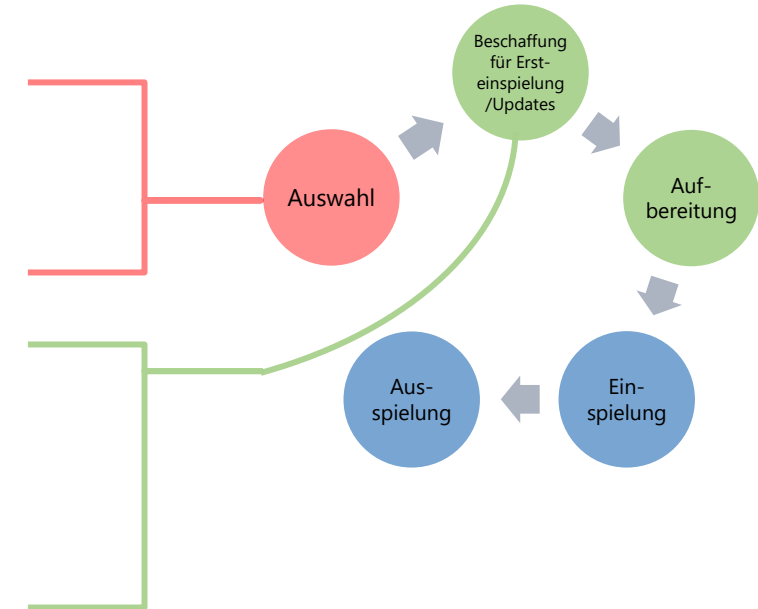 Beschaffung
für Erst-
einspielung
/Updates
Auswahl
Auf-
bereitung
Ein-
spielung
Aus-
spielung